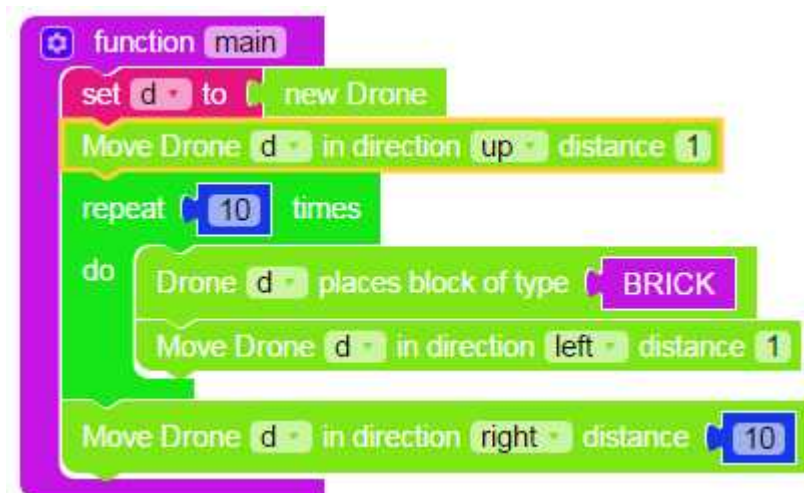 function main
set d to new Drone
Move Drone d in direction up distance 1
repeat 10 times
do
Drone d places block of type BRICK
Move Drone d in direction left distance 1
Move Drone d in direction right distance 10